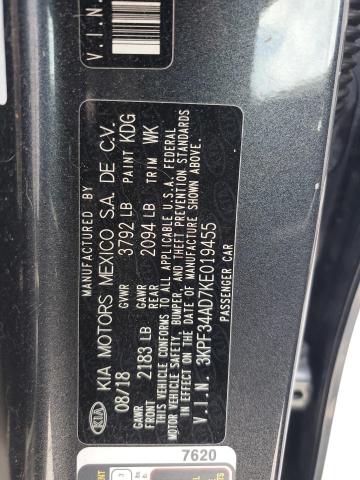 V.I.N.
MANUFACTURED BY
KIA KIA MOTORS MEXICO S.A. DE C.V.
08/18 GVWR 3792 LB PAINT KDG
GAWR FRONT 2183 LB GAWR REAR 2094 LB TRIM WK
THIS VEHICLE CONFORMS TO ALL APPLICABLE U.S.A. FEDERAL
MOTOR VEHICLE SAFETY, BUMPER, AND THEFT PREVENTION STANDARDS
IN EFFECT ON THE DATE OF MANUFACTURE SHOWN ABOVE.
V.I.N. 3KPF34AD7KE019455
PASSENGER CAR
7620